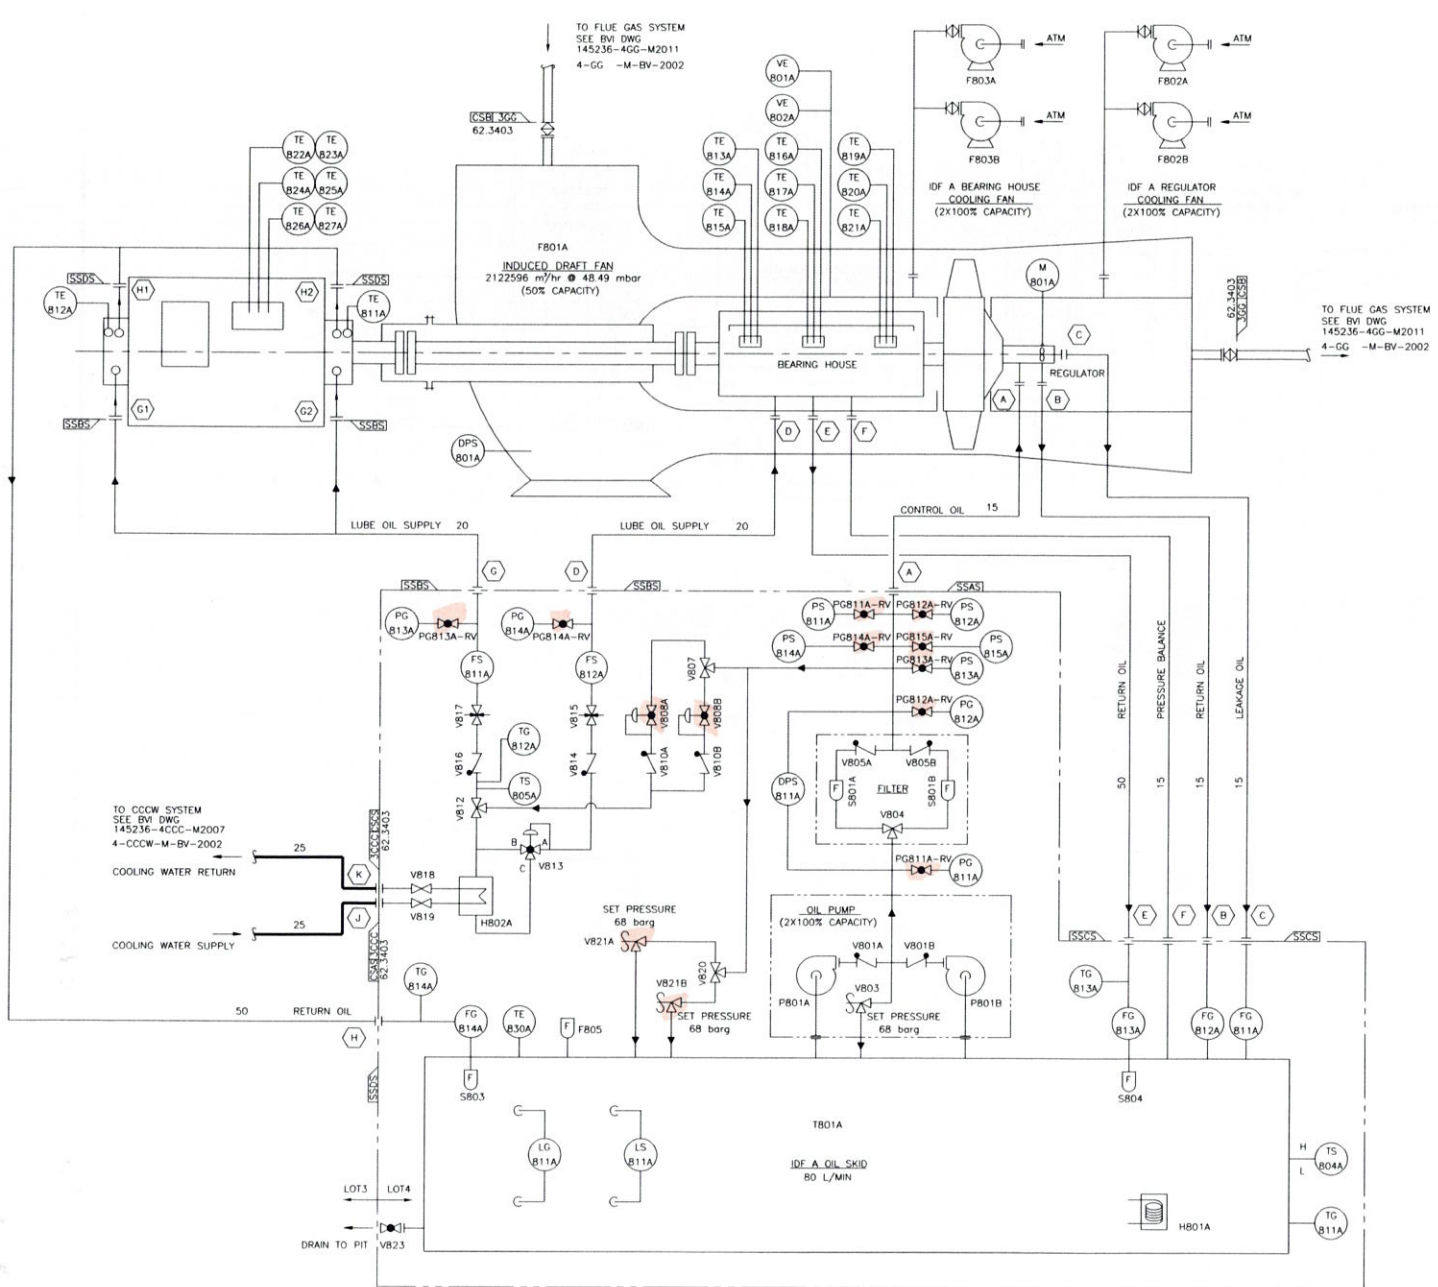 TO FLUE GAS SYSTEM
SEE BVI DWG
145236-4GG-M2011
4-GG -M-BV-2002
CSB 3GG
62.3403
VE
801A
VE
802A
ATM
F803A
ATM
F802A
ATM
F803B
ATM
F802B
IDF A BEARING HOUSE
COOLING FAN
(2X100% CAPACITY)
IDF A REGULATOR
COOLING FAN
(2X100% CAPACITY)
TE
822A
TE
823A
TE
824A
TE
825A
TE
826A
TE
827A
TE
813A
TE
816A
TE
819A
TE
814A
TE
817A
TE
820A
TE
815A
TE
818A
TE
821A
F801A
INDUCED DRAFT FAN
2122596 m³/hr @ 48.49 mbar
(50% CAPACITY)
SSDS
H1
H2
SSDS
TE
812A
TE
811A
M
801A
62.3403
3GG CSB
TO FLUE GAS SYSTEM
SEE BVI DWG
145236-4GG-M2011
4-GG -M-BV-2002
C
BEARING HOUSE
REGULATOR
A
B
G1
G2
SSBS
SSBS
D
E
F
DPS
801A
LUBE OIL SUPPLY 20
LUBE OIL SUPPLY 20
CONTROL OIL 15
G
D
A
SSBS
SSBS
SSAS
PG
813A
PG813A-RV
PG
814A
PG814A-RV
PS
811A
PG811A-RV
PG812A-RV
PS
812A
PS
814A
PG814A-RV
PG815A-RV
PS
815A
PG813A-RV
PS
813A
FS
811A
FS
812A
V807
V817
V815
V808A
V808B
PG812A-RV
PG
812A
TG
812A
V816
V814
V810A
V810B
TS
805A
V812
DPS
811A
V805A
V805B
F
S801A
FILTER
S801B
F
V804
50
RETURN OIL
15
PRESSURE BALANCE
15
RETURN OIL
15
LEAKAGE OIL
TO CCCW SYSTEM
SEE BVI DWG
145236-4CCC-M2007
4-CCCW-M-BV-2002
25
COOLING WATER RETURN
3CCC CSCS
62.3403
K
V818
J
V819
25
COOLING WATER SUPPLY
CSAS 3CCC
62.3403
B
A
C
V813
H802A
PG811A-RV
PG
811A
SET PRESSURE
68 barg
V821A
V820
V821B
SET PRESSURE
68 barg
OIL PUMP
(2X100% CAPACITY)
V801A
V801B
P801A
V803
P801B
SET PRESSURE
68 barg
SSCS
E
F
B
C
SSCS
TG
814A
TG
813A
50 RETURN OIL
H
FG
814A
TE
830A
F
F805
FG
813A
FG
812A
FG
811A
SSDS
F
S803
F
S804
T801A
IDF A OIL SKID
80 L/MIN
LG
811A
LS
811A
H
L
TS
804A
TG
811A
H801A
LOT3
LOT4
DRAIN TO PIT V823